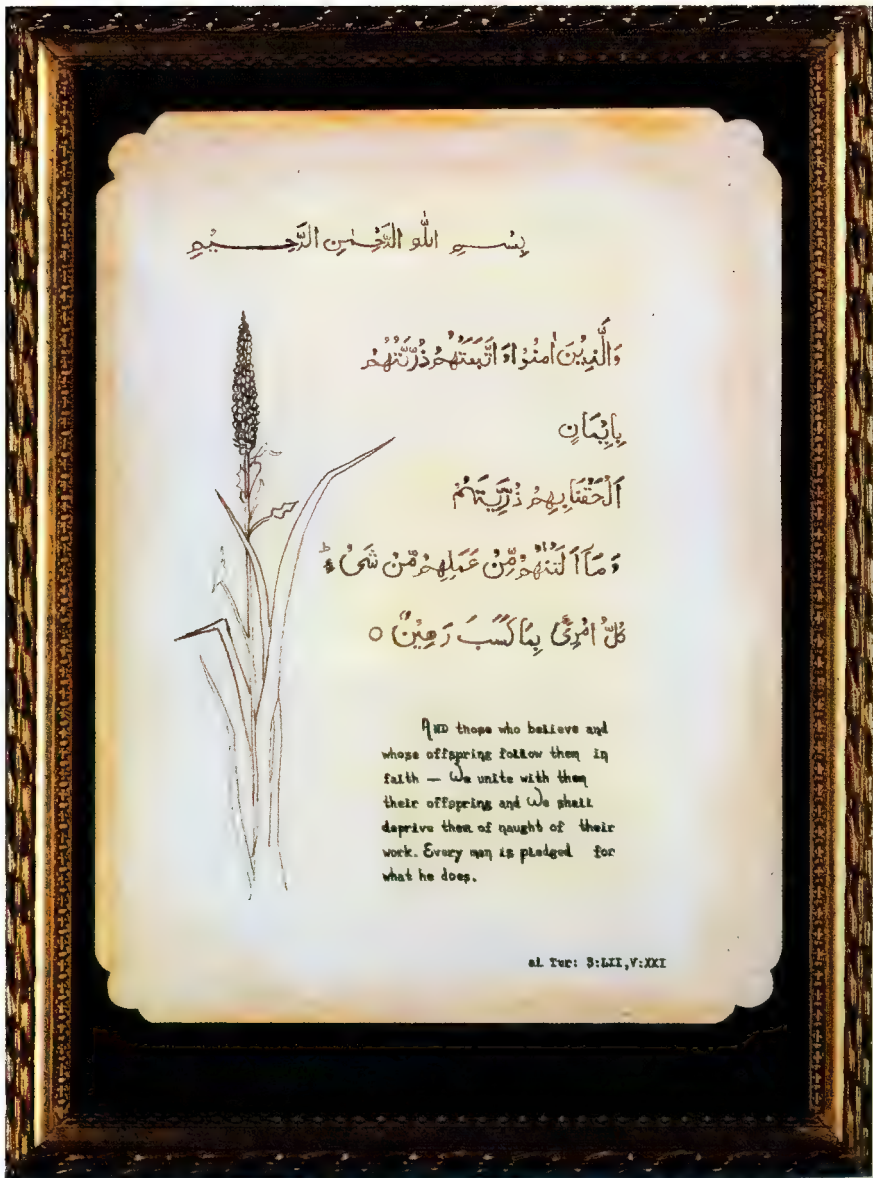 بِسْــــمِ اللّٰهِ الرَّحْمٰنِ الرَّحِــــيْمِ
وَالَّذِيْنَ اٰمَنُوْا وَ اتَّبَعَتْهُمْ ذُرِّيَّتُهُمْ
بِاِيْمَانٍ
اَلْحَقْنَا بِهِمْ ذُرِّيَّتَهُمْ
وَ مَاۤ اَلَتْنٰهُمْ مِّنْ عَمَلِهِمْ مِّنْ شَیْءٍ ؕ
كُلُّ امْرِئٍۢ بِمَا كَسَبَ رَهِيْنٌ ○
AND those who believe and
whose offspring follow them in
faith — We unite with them
their offspring and We shall
deprive them of naught of their
work. Every man is pledged for
what he does.
al Tur: S:LII,V:XXI